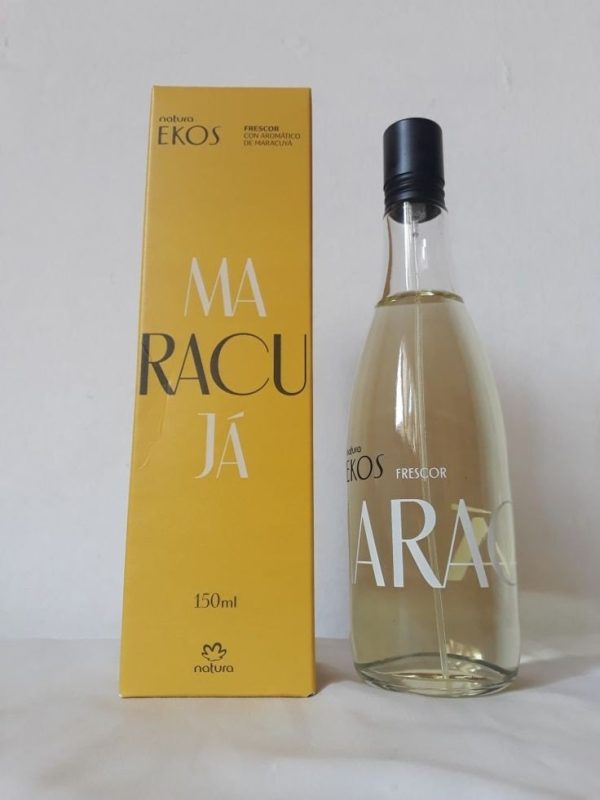 natura
EKOS
FRESCOR
CON AROMÁTICO
DE MARACUYÁ
MA
RACU
JÁ
150ml
natura
natura
EKOS FRESCOR
ARAC